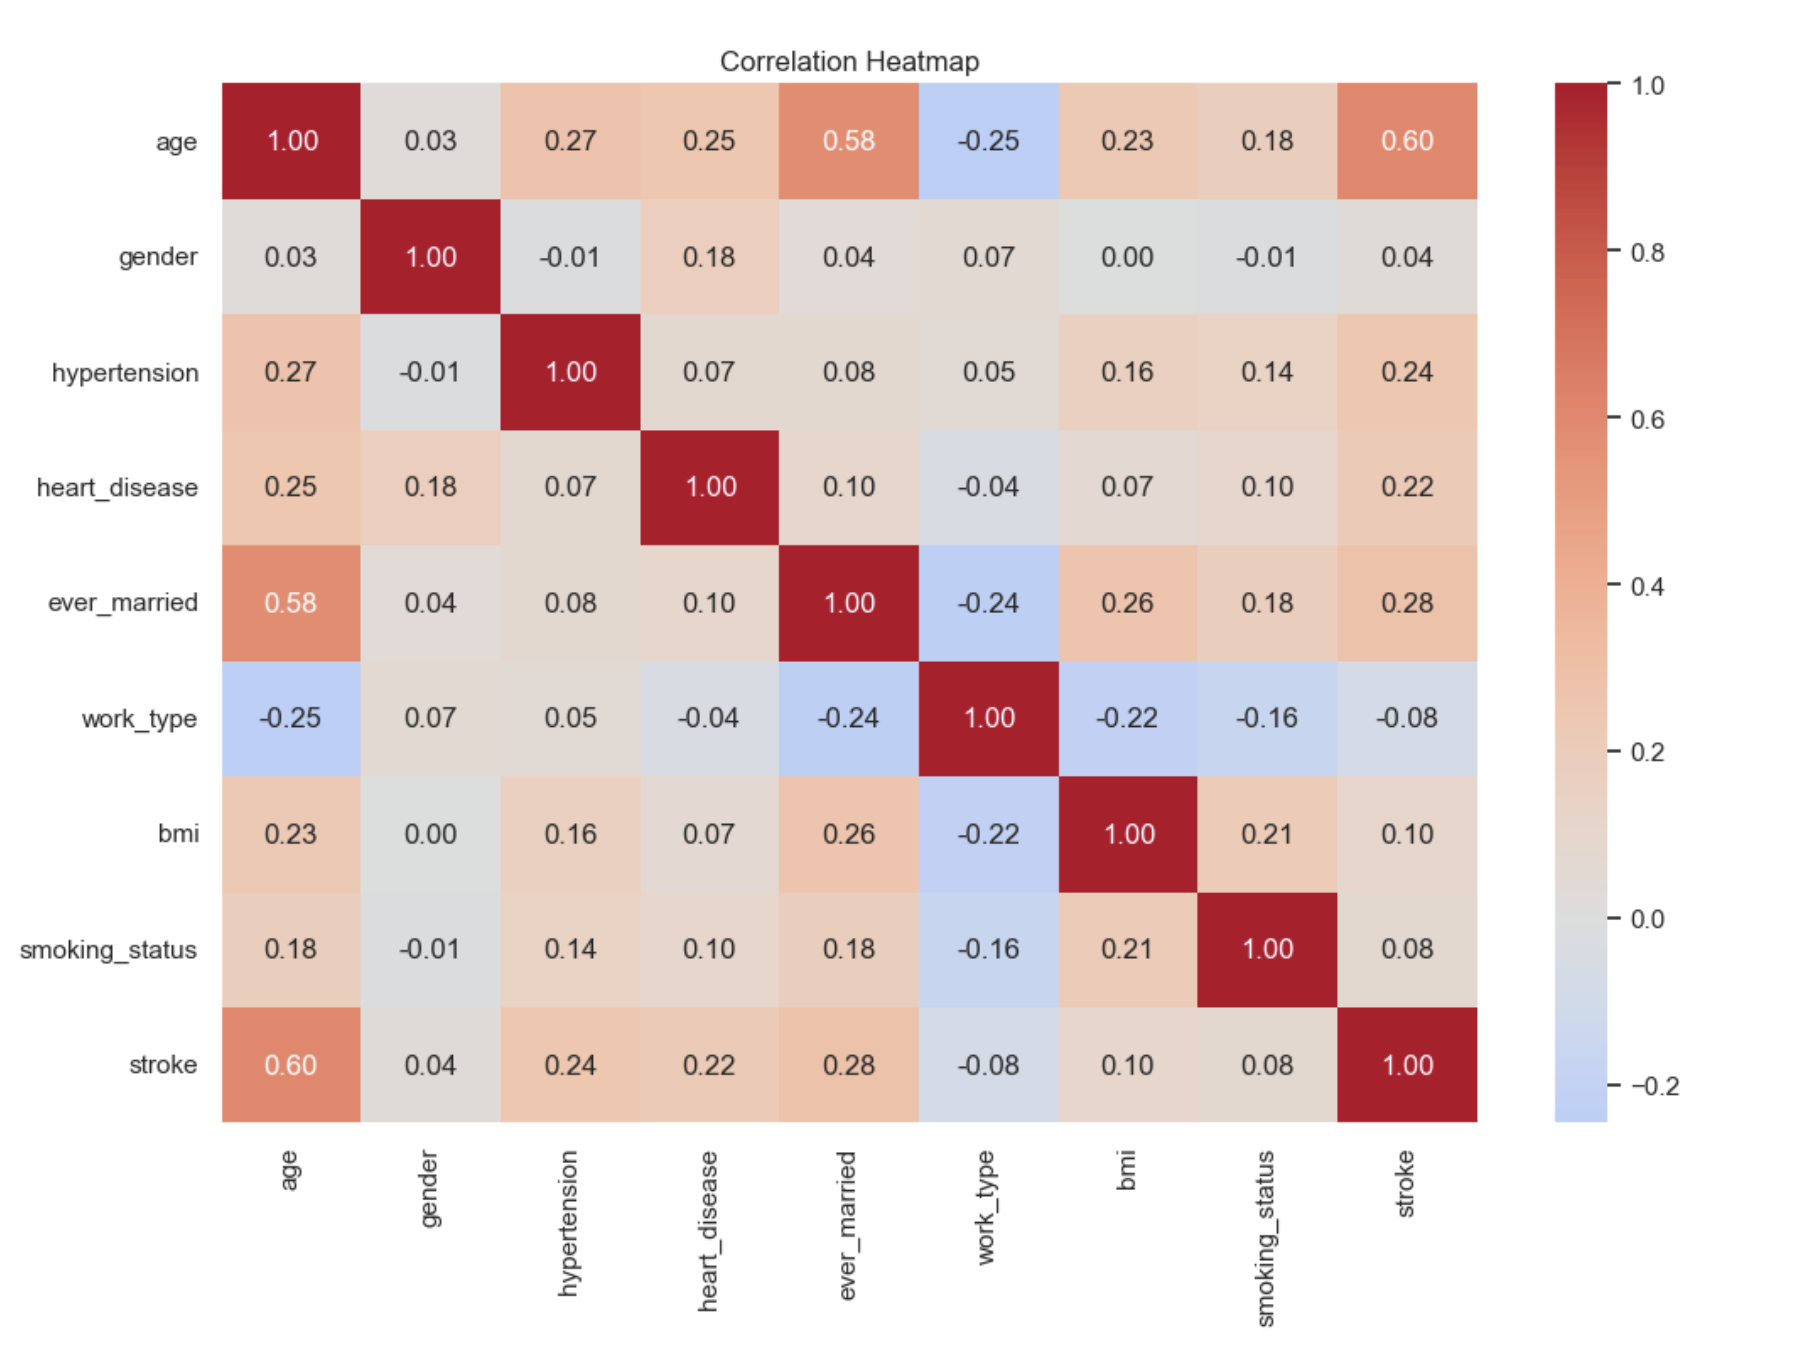 Correlation Heatmap
age 1.00 0.03 0.27 0.25 0.58 -0.25 0.23 0.18 0.60
gender 0.03 1.00 -0.01 0.18 0.04 0.07 0.00 -0.01 0.04
hypertension 0.27 -0.01 1.00 0.07 0.08 0.05 0.16 0.14 0.24
heart_disease 0.25 0.18 0.07 1.00 0.10 -0.04 0.07 0.10 0.22
ever_married 0.58 0.04 0.08 0.10 1.00 -0.24 0.26 0.18 0.28
work_type -0.25 0.07 0.05 -0.04 -0.24 1.00 -0.22 -0.16 -0.08
bmi 0.23 0.00 0.16 0.07 0.26 -0.22 1.00 0.21 0.10
smoking_status 0.18 -0.01 0.14 0.10 0.18 -0.16 0.21 1.00 0.08
stroke 0.60 0.04 0.24 0.22 0.28 -0.08 0.10 0.08 1.00
age
gender
hypertension
heart_disease
ever_married
work_type
bmi
smoking_status
stroke
1.0
0.8
0.6
0.4
0.2
0.0
−0.2